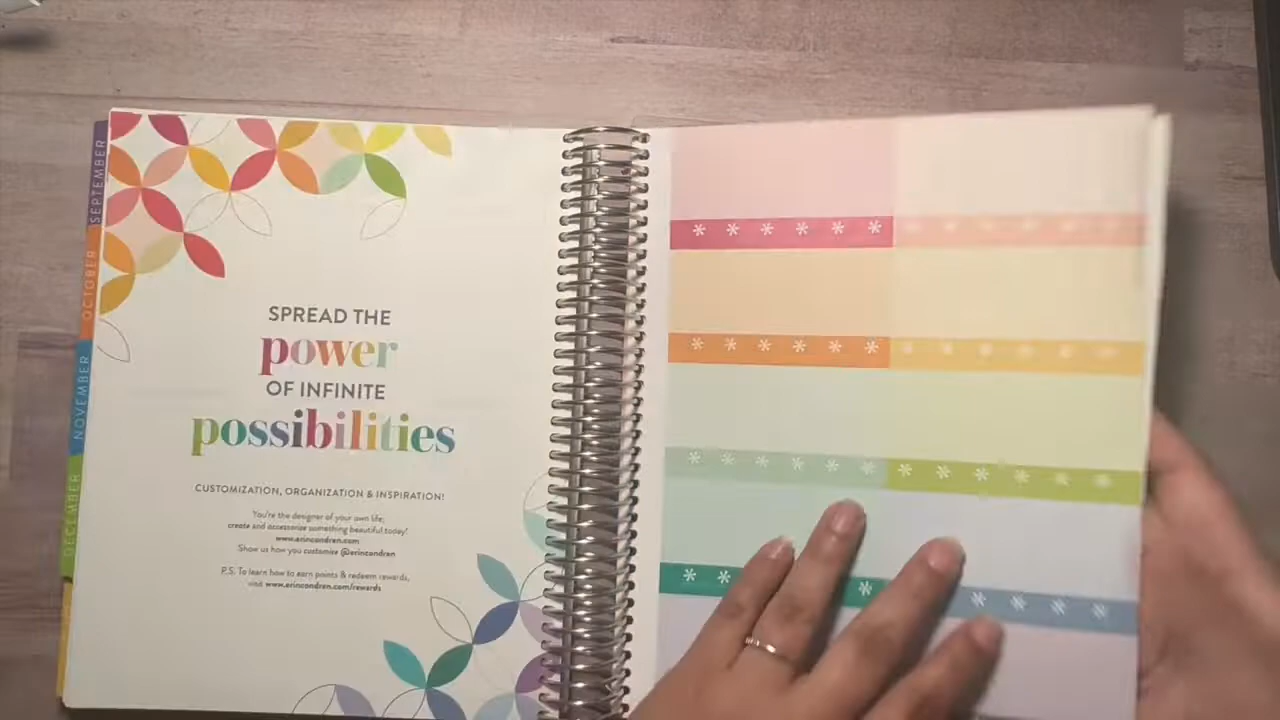 SEPTEMBER
OCTOBER
NOVEMBER
DECEMBER
SPREAD THE
power
OF INFINITE
possibilities
CUSTOMIZATION, ORGANIZATION & INSPIRATION!
You're the designer of your own life;
create and accessorize something beautiful today!
www.erincondren.com
Show us how you customize @erincondren
P.S. To learn how to earn points & redeem rewards,
visit www.erincondren.com/rewards